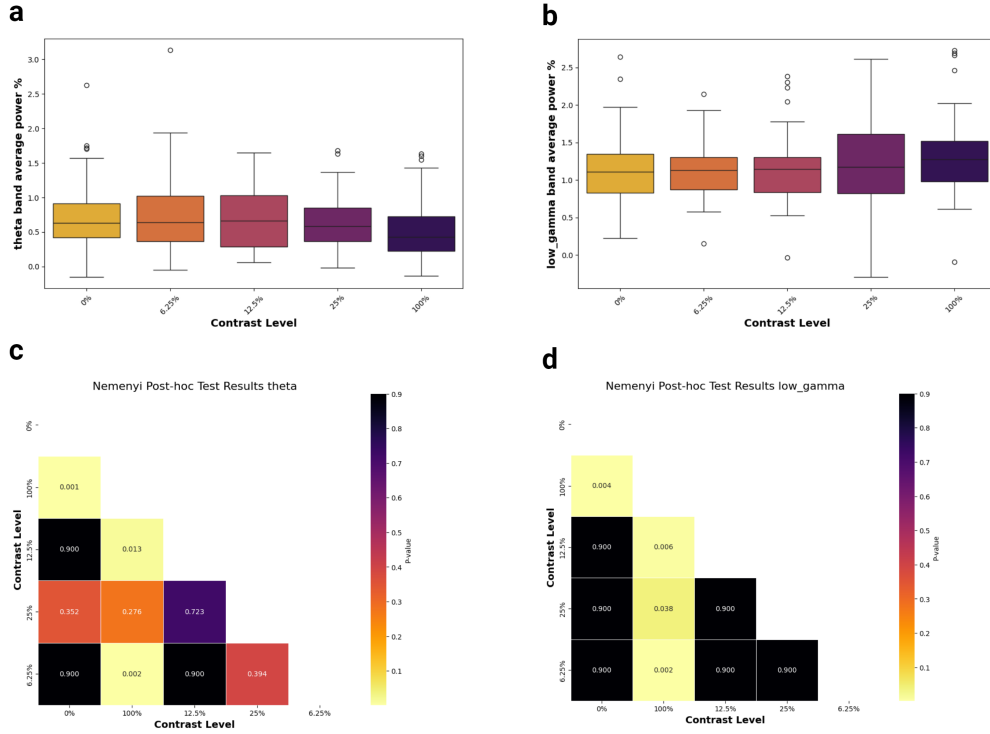 a
theta band average power %
3.0
2.5
2.0
1.5
1.0
0.5
0.0
0%
6.25%
12.5%
25%
100%
Contrast Level
b
low_gamma band average power %
2.5
2.0
1.5
1.0
0.5
0.0
0%
6.25%
12.5%
25%
100%
Contrast Level
c
Nemenyi Post-hoc Test Results theta
Contrast Level
0%
100%
0.001
12.5%
0.900 0.013
25%
0.352 0.276 0.723
6.25%
0.900 0.002 0.900 0.394
0% 100% 12.5% 25% 6.25%
Contrast Level
0.9
0.8
0.7
0.6
0.5
0.4
0.3
0.2
0.1
P-value
d
Nemenyi Post-hoc Test Results low_gamma
Contrast Level
0%
100%
0.004
12.5%
0.900 0.006
25%
0.900 0.038 0.900
6.25%
0.900 0.002 0.900 0.900
0% 100% 12.5% 25% 6.25%
Contrast Level
0.9
0.8
0.7
0.6
0.5
0.4
0.3
0.2
0.1
P-value